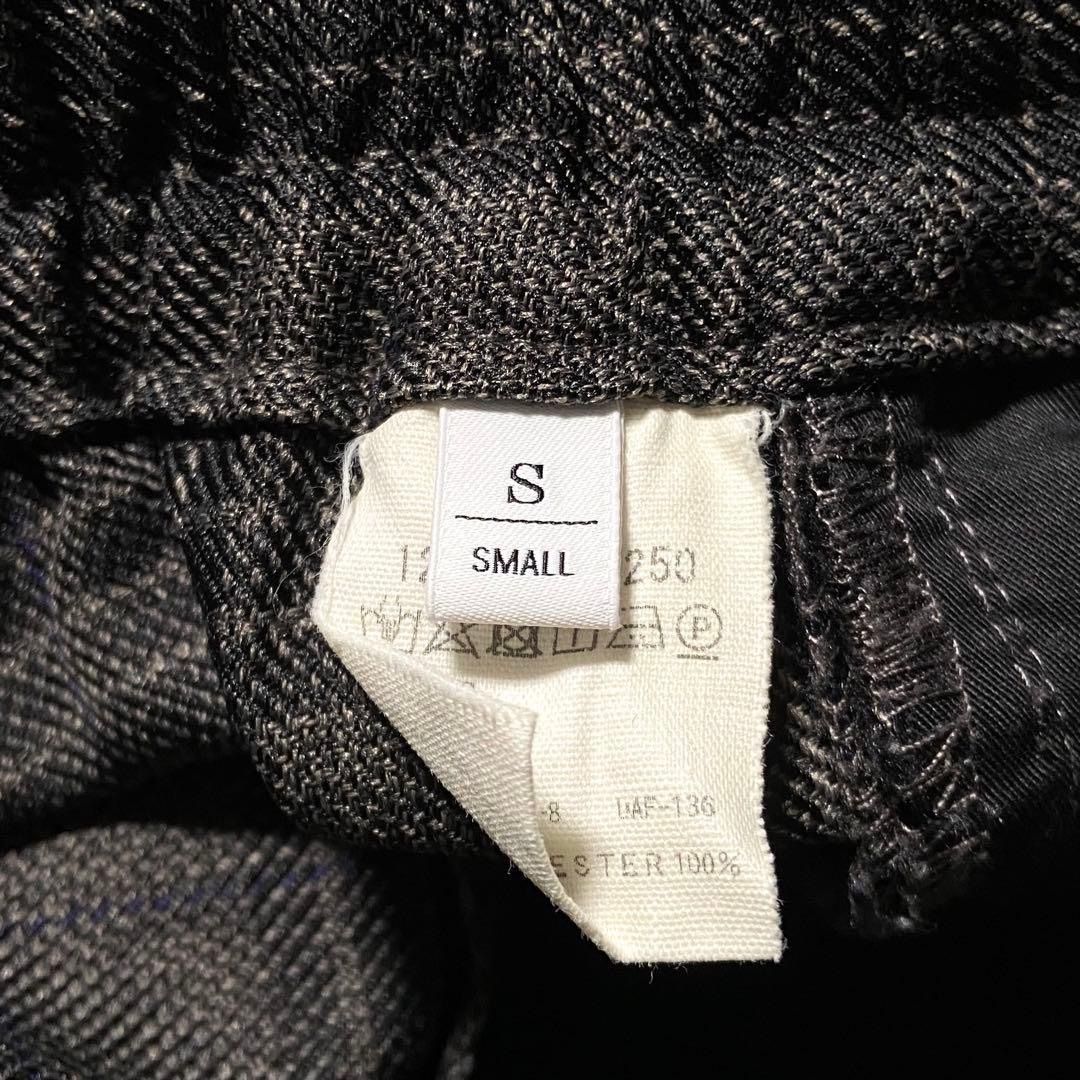 S
SMALL
12 250
P
-8 DAF-136
ESTER 100%